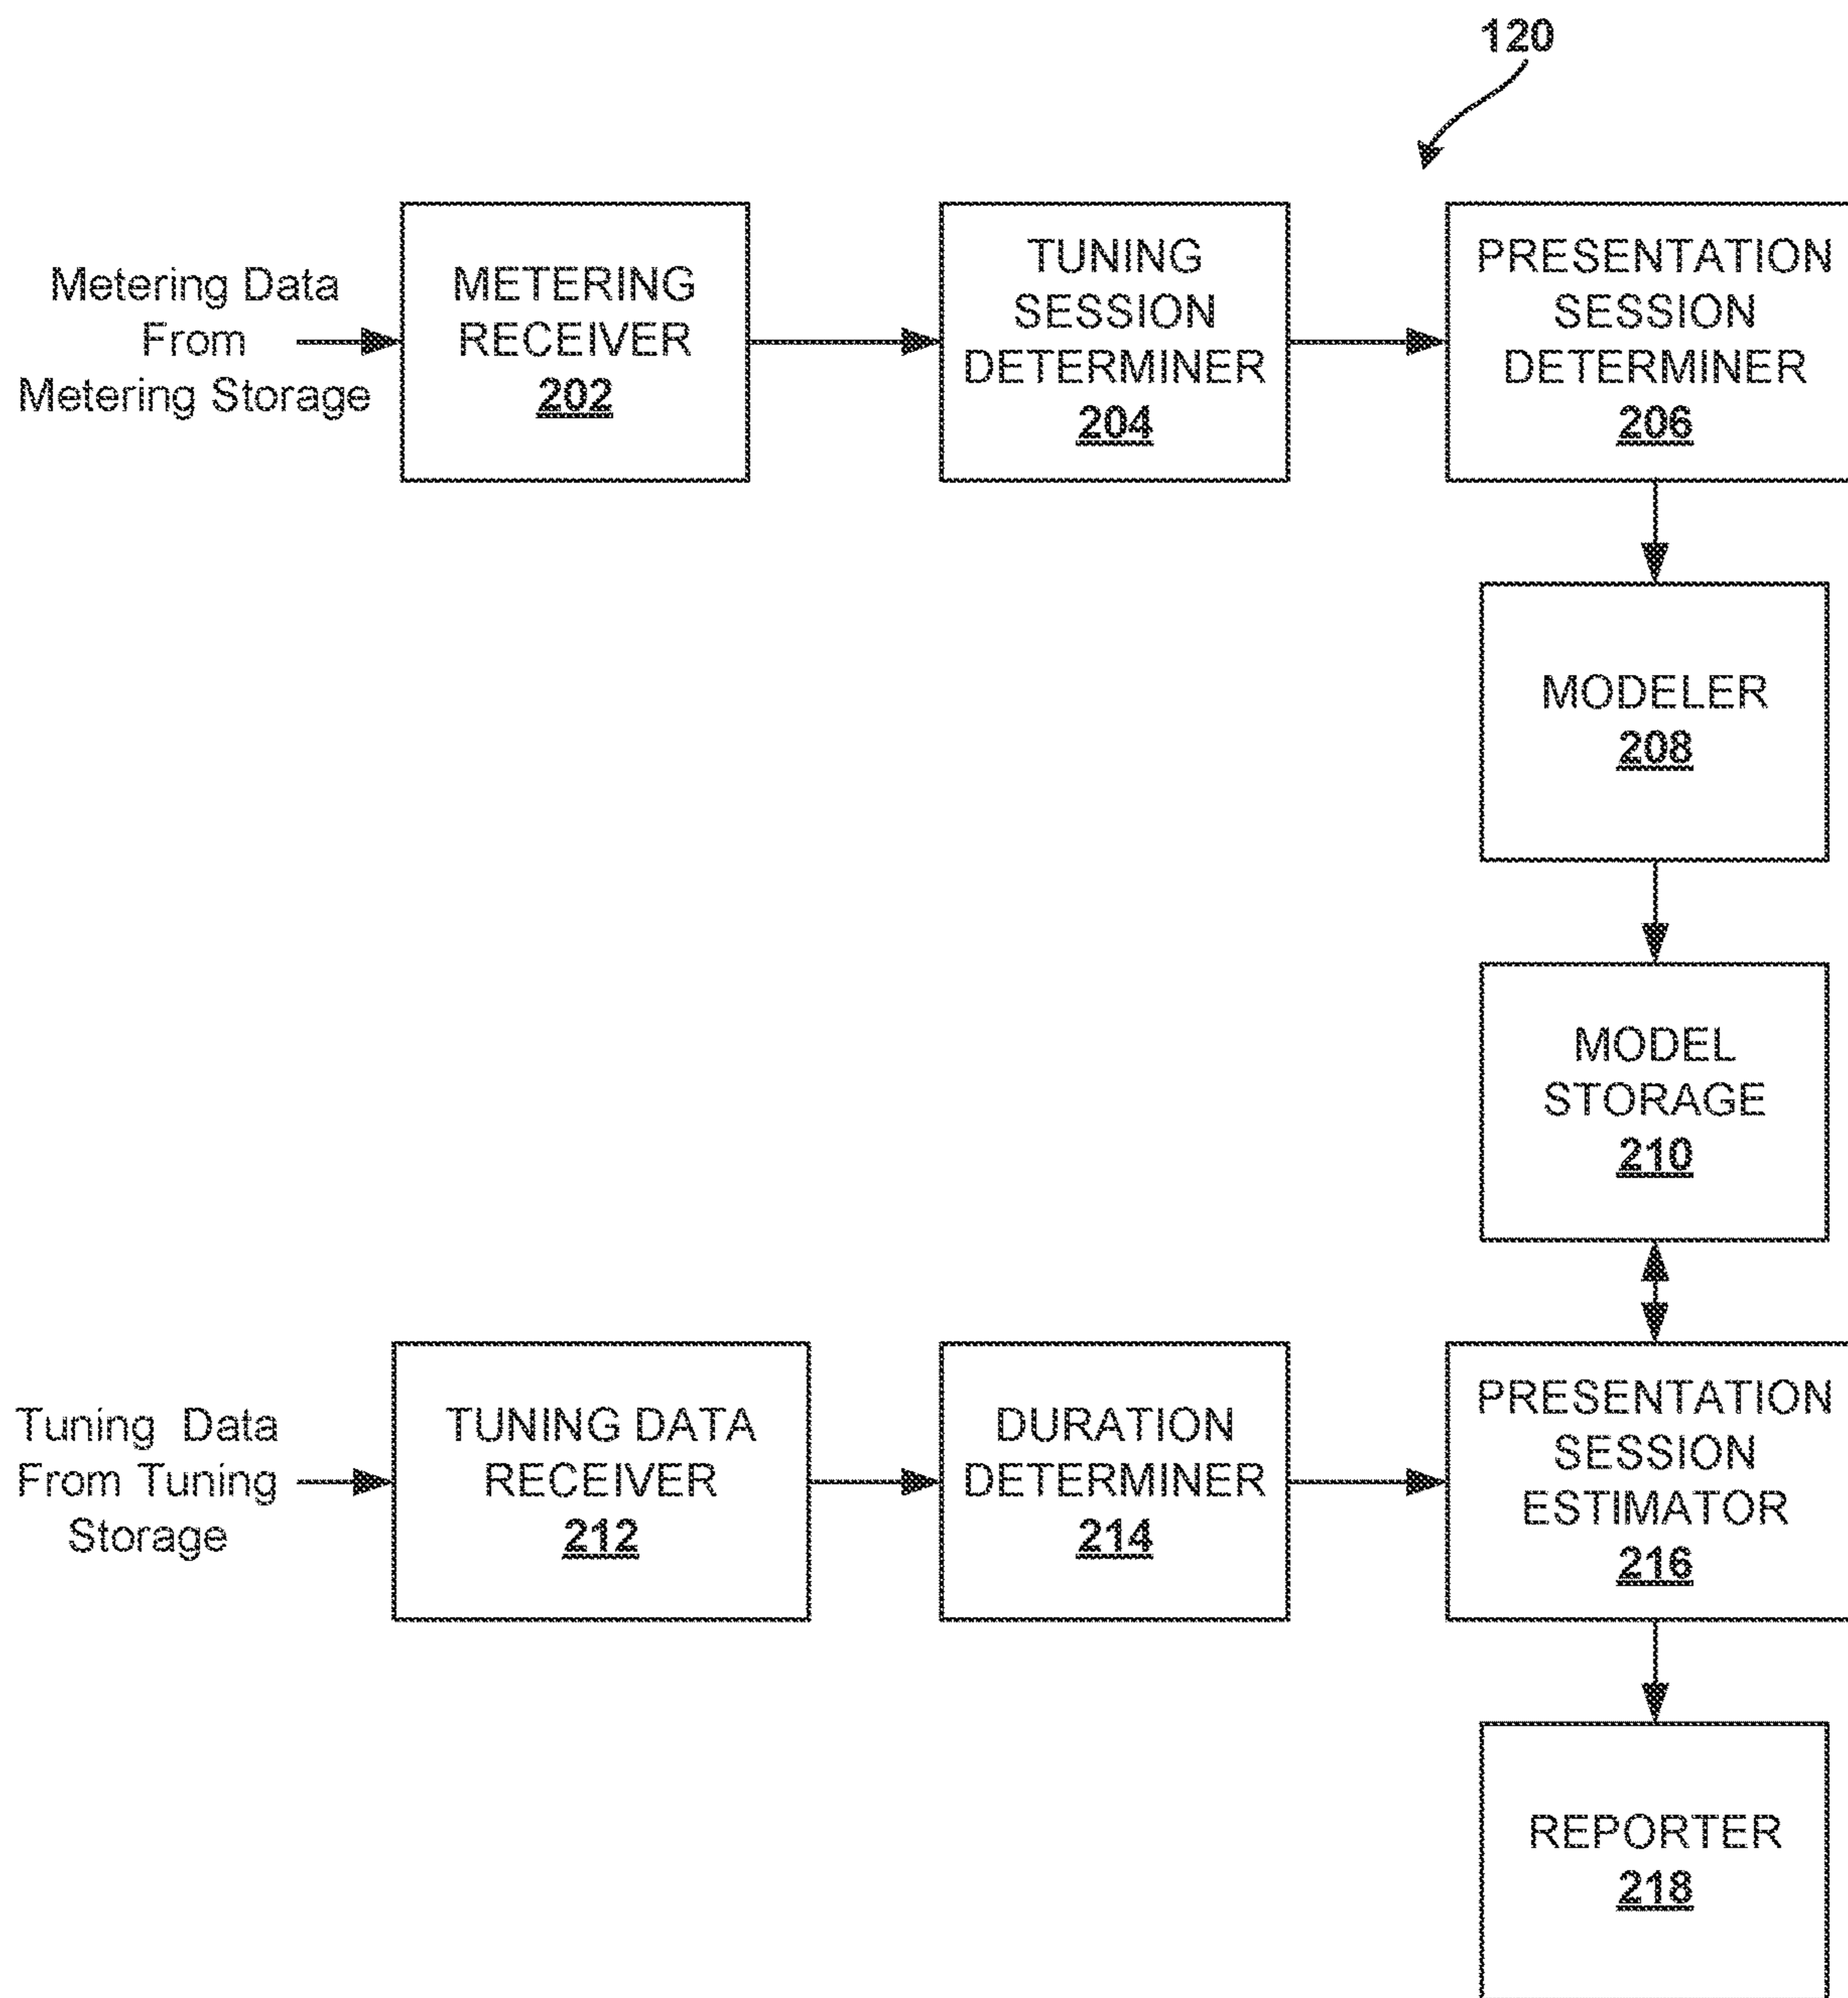 120
Metering Data
From
Metering Storage
METERING
RECEIVER
202
TUNING
SESSION
DETERMINER
204
PRESENTATION
SESSION
DETERMINER
206
MODELER
208
MODEL
STORAGE
210
Tuning Data
From Tuning
Storage
TUNING DATA
RECEIVER
212
DURATION
DETERMINER
214
PRESENTATION
SESSION
ESTIMATOR
216
REPORTER
218